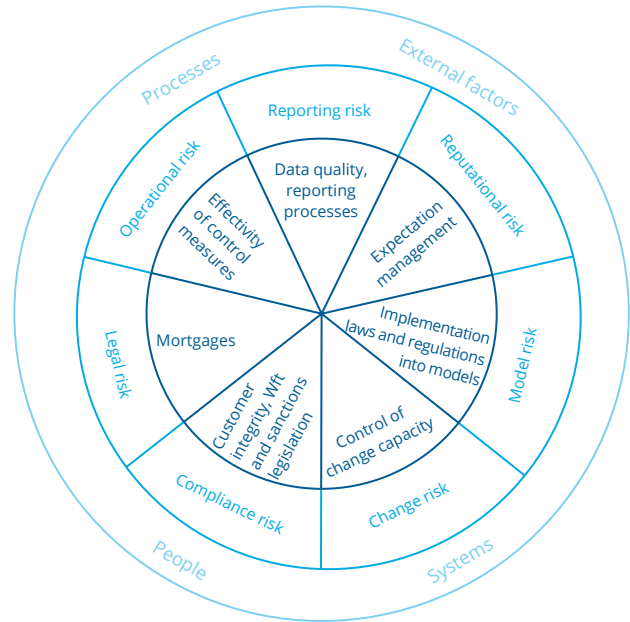 Processes
External factors
Reporting risk
Operational risk
Reputational risk
Data quality,
reporting
processes
Effectivity
of control
measures
Expectation
management
Mortgages
Implementation
laws and regulations
into models
Legal risk
Model risk
Customer
integrity, Wft
and sanctions
legislation
Control of
change capacity
Compliance risk
Change risk
People
Systems